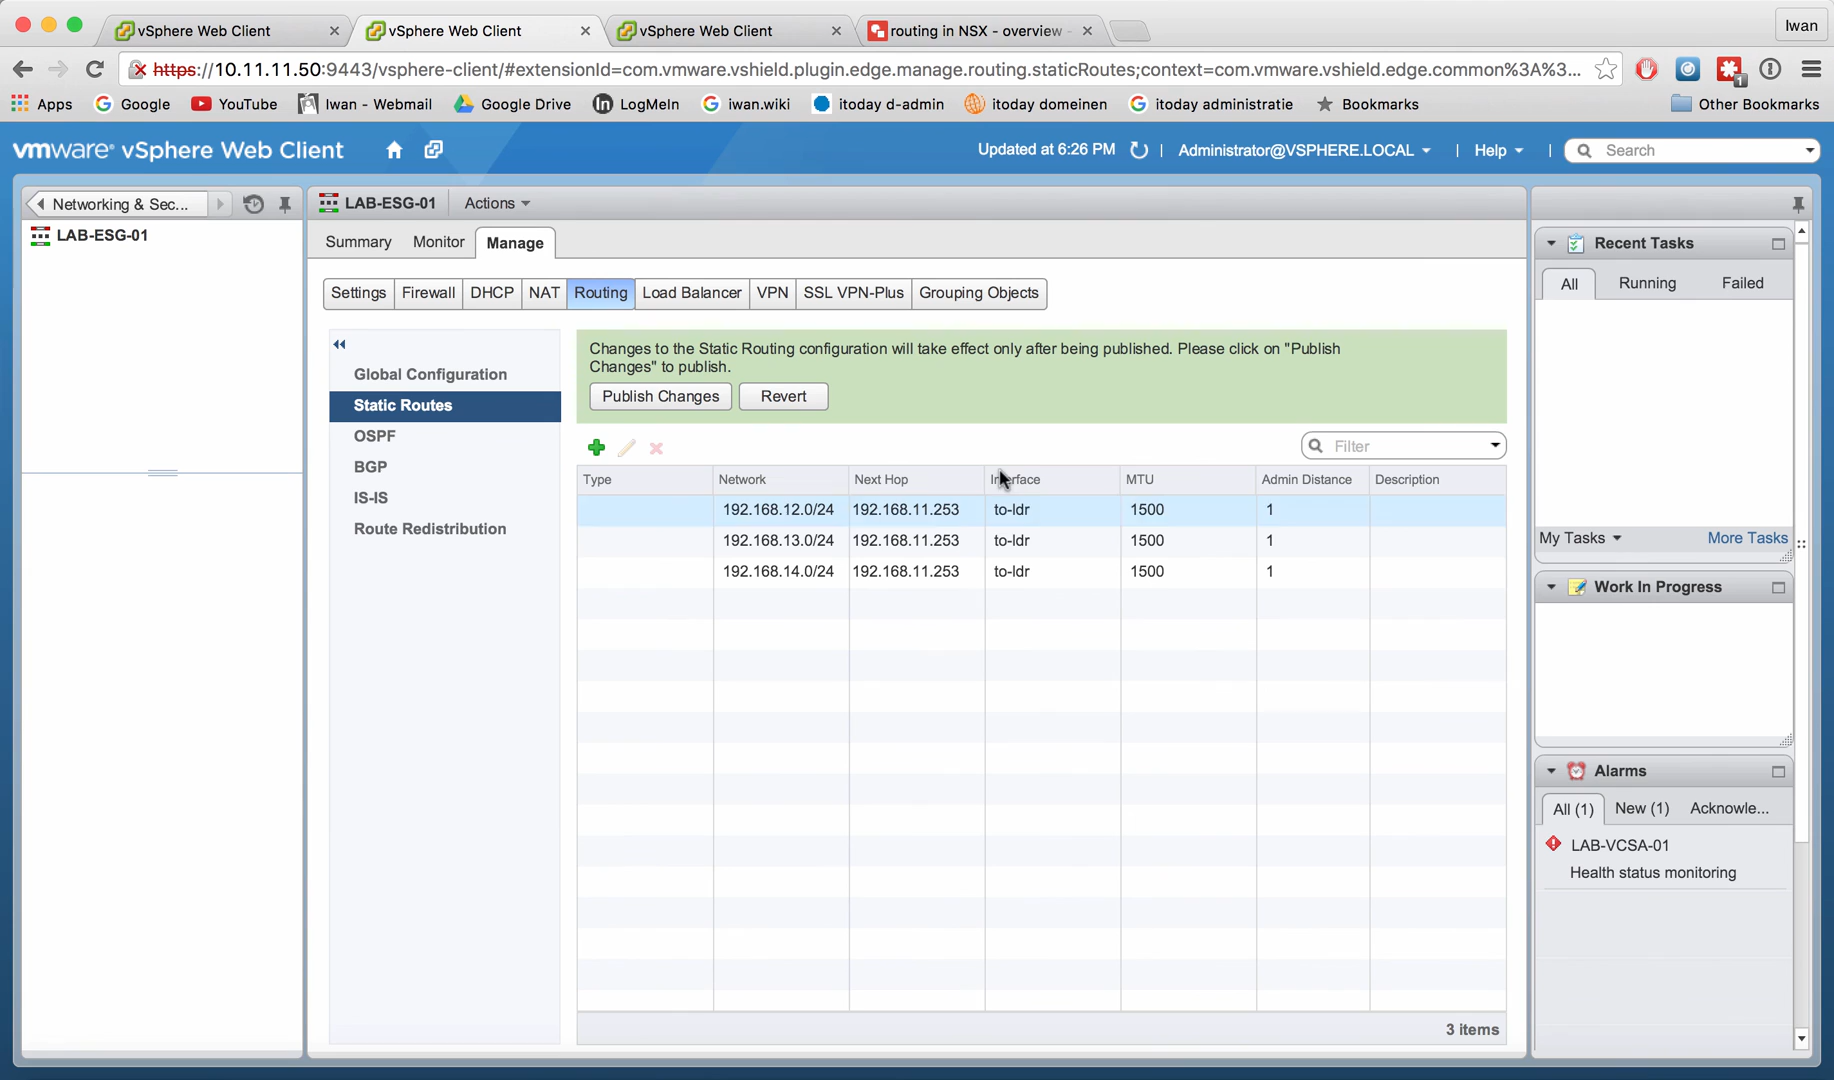 vSphere Web Client
vSphere Web Client
vSphere Web Client
routing in NSX - overview -
Iwan
https://10.11.11.50:9443/vsphere-client/#extensionId=com.vmware.vshield.plugin.edge.manage.routing.staticRoutes;context=com.vmware.vshield.edge.common%3A%3...
1
Apps
Google
YouTube
Iwan - Webmail
Google Drive
LogMeIn
iwan.wiki
itoday d-admin
itoday domeinen
itoday administratie
Bookmarks
Other Bookmarks
vmware® vSphere Web Client
Updated at 6:26 PM
Administrator@VSPHERE.LOCAL
Help
Search
Networking & Sec...
LAB-ESG-01
LAB-ESG-01
Actions
Summary Monitor Manage
Settings Firewall DHCP NAT Routing Load Balancer VPN SSL VPN-Plus Grouping Objects
Global Configuration
Static Routes
OSPF
BGP
IS-IS
Route Redistribution
Changes to the Static Routing configuration will take effect only after being published. Please click on "Publish
Changes" to publish.
Publish Changes Revert
Filter
Type Network Next Hop Interface MTU Admin Distance Description
192.168.12.0/24 192.168.11.253 to-ldr 1500 1
192.168.13.0/24 192.168.11.253 to-ldr 1500 1
192.168.14.0/24 192.168.11.253 to-ldr 1500 1
3 items
Recent Tasks
All Running Failed
My Tasks More Tasks
Work In Progress
Alarms
All (1) New (1) Acknowle...
LAB-VCSA-01
Health status monitoring